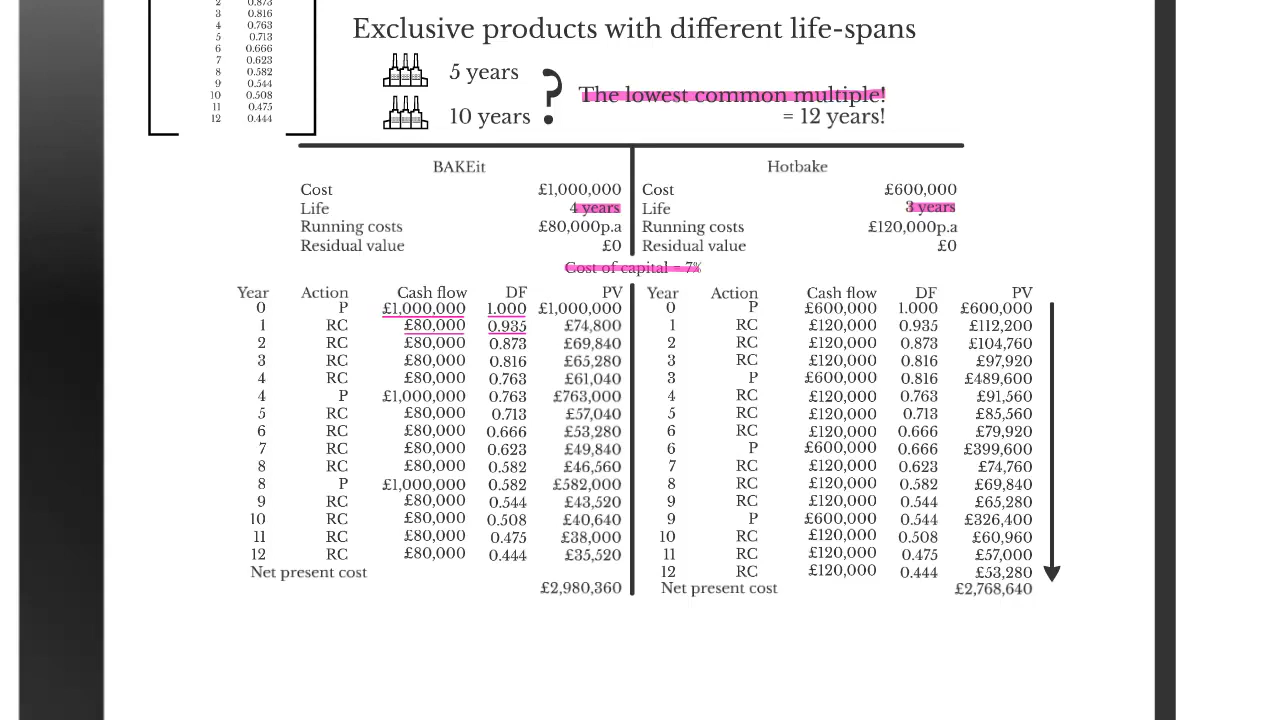 2 0.873
3 0.816
4 0.763
5 0.713
6 0.666
7 0.623
8 0.582
9 0.544
10 0.508
11 0.475
12 0.444
Exclusive products with different life-spans
5 years
10 years
?
The lowest common multiple!
= 12 years!
BAKEit
Cost £1,000,000
Life 4 years
Running costs £80,000p.a
Residual value £0
Hotbake
Cost £600,000
Life 3 years
Running costs £120,000p.a
Residual value £0
Cost of capital = 7%
Year Action Cash flow DF PV
0 P £1,000,000 1.000 £1,000,000
1 RC £80,000 0.935 £74,800
2 RC £80,000 0.873 £69,840
3 RC £80,000 0.816 £65,280
4 RC £80,000 0.763 £61,040
4 P £1,000,000 0.763 £763,000
5 RC £80,000 0.713 £57,040
6 RC £80,000 0.666 £53,280
7 RC £80,000 0.623 £49,840
8 RC £80,000 0.582 £46,560
8 P £1,000,000 0.582 £582,000
9 RC £80,000 0.544 £43,520
10 RC £80,000 0.508 £40,640
11 RC £80,000 0.475 £38,000
12 RC £80,000 0.444 £35,520
Net present cost
£2,980,360
Year Action Cash flow DF PV
0 P £600,000 1.000 £600,000
1 RC £120,000 0.935 £112,200
2 RC £120,000 0.873 £104,760
3 RC £120,000 0.816 £97,920
3 P £600,000 0.816 £489,600
4 RC £120,000 0.763 £91,560
5 RC £120,000 0.713 £85,560
6 RC £120,000 0.666 £79,920
6 P £600,000 0.666 £399,600
7 RC £120,000 0.623 £74,760
8 RC £120,000 0.582 £69,840
9 RC £120,000 0.544 £65,280
9 P £600,000 0.544 £326,400
10 RC £120,000 0.508 £60,960
11 RC £120,000 0.475 £57,000
12 RC £120,000 0.444 £53,280
Net present cost £2,768,640